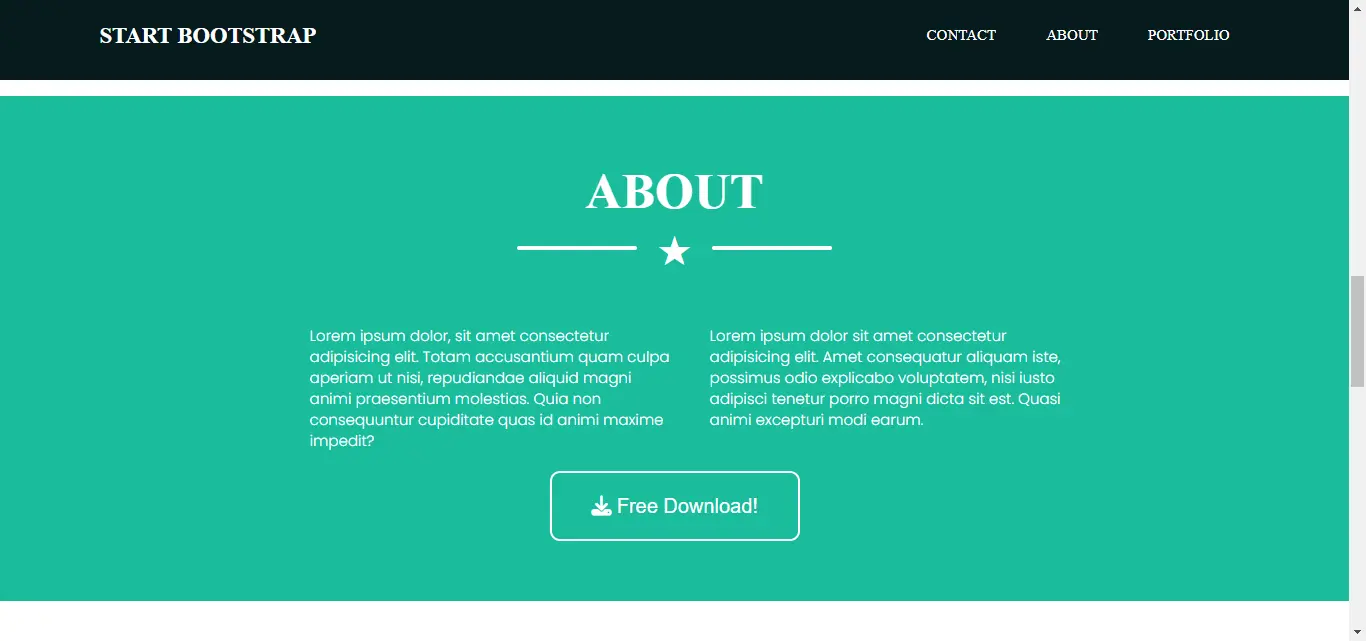 START BOOTSTRAP
CONTACT ABOUT PORTFOLIO
ABOUT
Lorem ipsum dolor, sit amet consectetur
adipisicing elit. Totam accusantium quam culpa
aperiam ut nisi, repudiandae aliquid magni
animi praesentium molestias. Quia non
consequuntur cupiditate quas id animi maxime
impedit?
Lorem ipsum dolor sit amet consectetur
adipisicing elit. Amet consequatur aliquam iste,
possimus odio explicabo voluptatem, nisi iusto
adipisci tenetur porro magni dicta sit est. Quasi
animi excepturi modi earum.
Free Download!